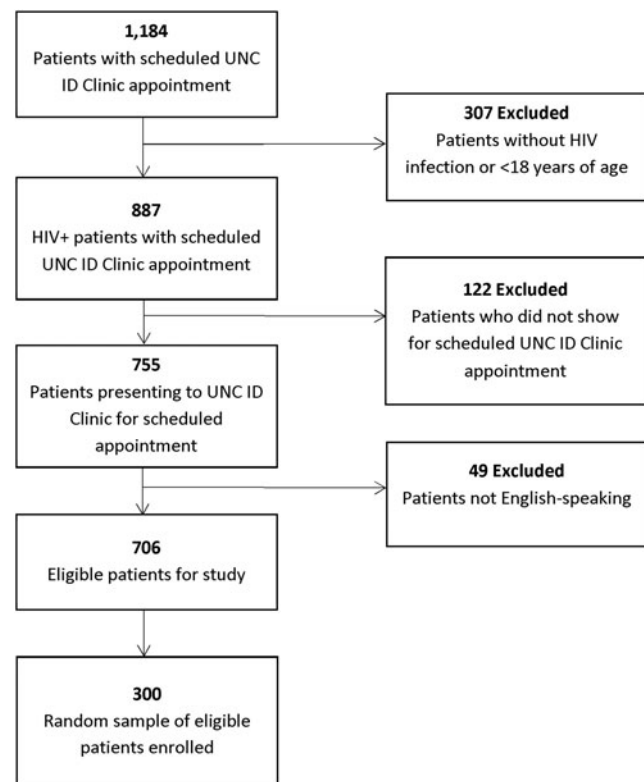 1,184
Patients with scheduled UNC
ID Clinic appointment
307 Excluded
Patients without HIV
infection or <18 years of age
887
HIV+ patients with scheduled
UNC ID Clinic appointment
122 Excluded
Patients who did not show
for scheduled UNC ID Clinic
appointment
755
Patients presenting to UNC ID
Clinic for scheduled
appointment
49 Excluded
Patients not English-speaking
706
Eligible patients for study
300
Random sample of eligible
patients enrolled